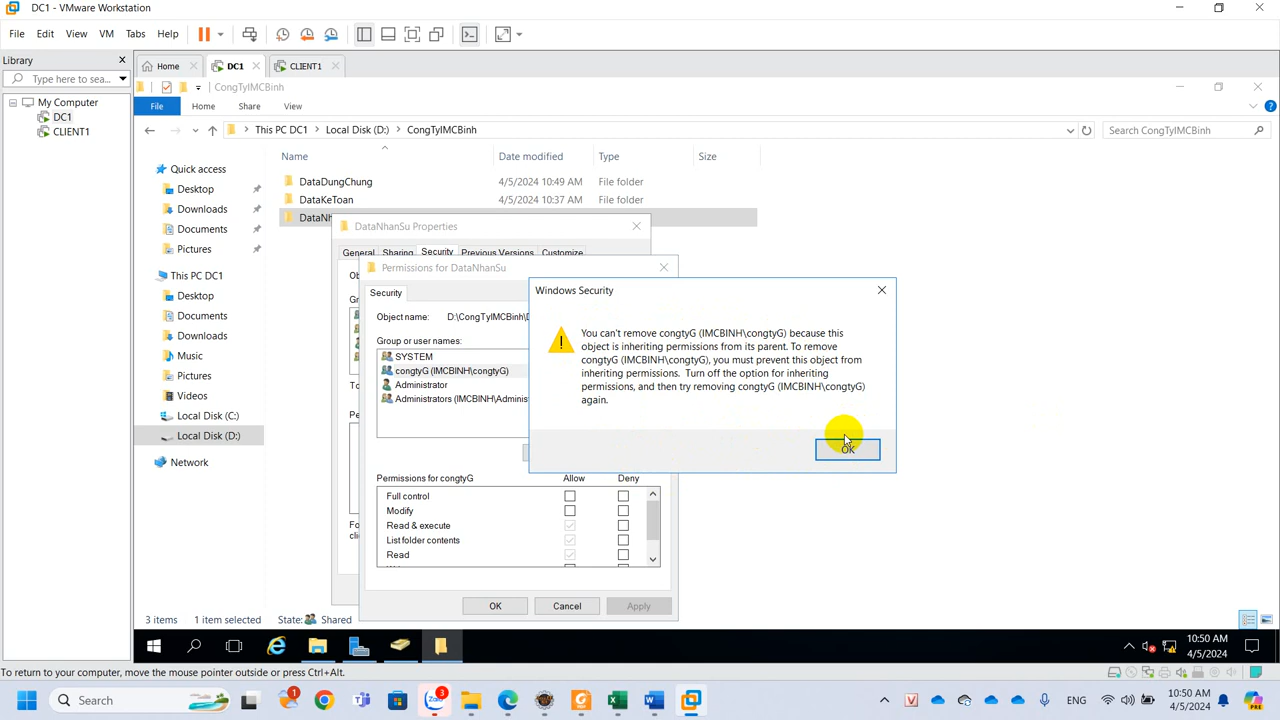 DC1 - VMware Workstation
File Edit View VM Tabs Help
Library
Type here to sea...
My Computer
DC1
CLIENT1
Home DC1 CLIENT1
CongTyIMCBinh
File Home Share View
This PC DC1 Local Disk (D:) CongTyIMCBinh
Search CongTyIMCBinh
Quick access
Desktop
Downloads
Documents
Pictures
This PC DC1
Desktop
Documents
Downloads
Music
Pictures
Videos
Local Disk (C:)
Local Disk (D:)
Network
Name Date modified Type Size
DataDungChung 4/5/2024 10:49 AM File folder
DataKeToan 4/5/2024 10:37 AM File folder
DataNh
DataNhanSu Properties
General Sharing Security Previous Versions Customize
Permissions for DataNhanSu
Security
Object name: D:\CongTyIMCBinh\
Group or user names:
SYSTEM
congtyG (IMCBINH\congtyG)
Administrator
Administrators (IMCBINH\Adminis
Permissions for congtyG Allow Deny
Full control
Modify
Read & execute
List folder contents
Read
OK Cancel Apply
Windows Security
You can't remove congtyG (IMCBINH\congtyG) because this
object is inheriting permissions from its parent. To remove
congtyG (IMCBINH\congtyG), you must prevent this object from
inheriting permissions. Turn off the option for inheriting
permissions, and then try removing congtyG (IMCBINH\congtyG)
again.
OK
3 items 1 item selected State: Shared
10:50 AM
4/5/2024
To return to your computer, move the mouse pointer outside or press Ctrl+Alt.
Search
Zalo 3
1
ENG
10:50 AM
4/5/2024